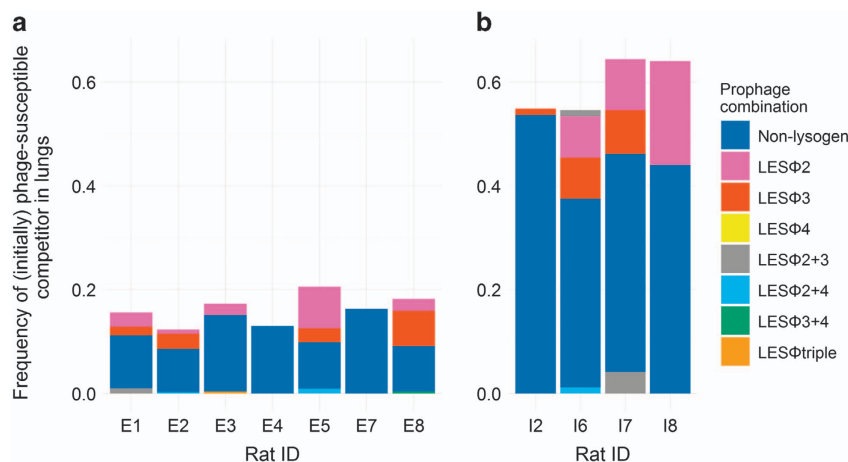 a
b
Frequency of (initially) phage-susceptible
competitor in lungs
0.6
0.4
0.2
0.0
E1 E2 E3 E4 E5 E7 E8
Rat ID
0.6
0.4
0.2
0.0
I2 I6 I7 I8
Rat ID
Prophage
combination
Non-lysogen
LESΦ2
LESΦ3
LESΦ4
LESΦ2+3
LESΦ2+4
LESΦ3+4
LESΦtriple